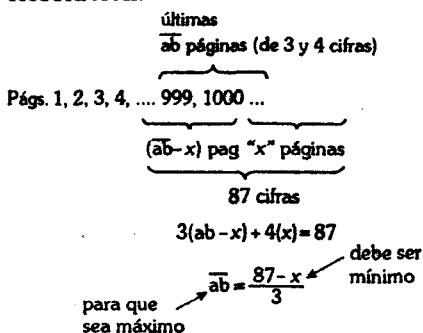 últimas
ab páginas (de 3 y 4 cifras)
Págs. 1, 2, 3, 4, .... 999, 1000 ...
(ab-x) pag "x" páginas
87 cifras
3(ab - x) + 4(x) = 87
debe ser
mínimo
ab = 87 - x / 3
para que
sea máximo